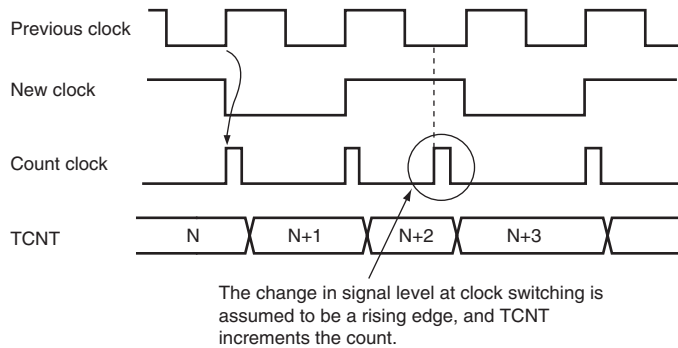 Previous clock
New clock
Count clock
TCNT N N+1 N+2 N+3
The change in signal level at clock switching is
assumed to be a rising edge, and TCNT
increments the count.